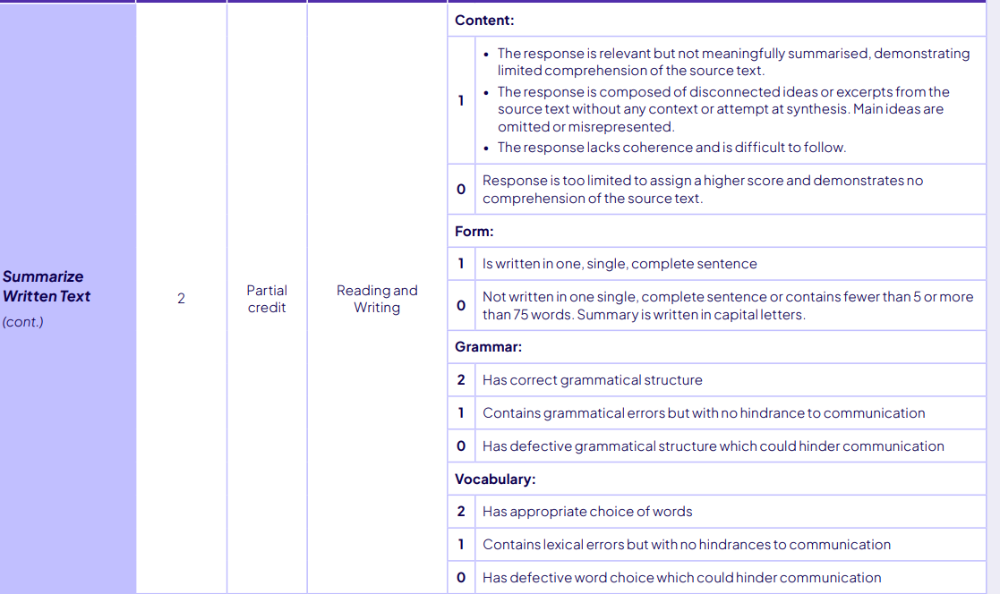 Content:
1
• The response is relevant but not meaningfully summarised, demonstrating
limited comprehension of the source text.
• The response is composed of disconnected ideas or excerpts from the
source text without any context or attempt at synthesis. Main ideas are
omitted or misrepresented.
• The response lacks coherence and is difficult to follow.
0
Response is too limited to assign a higher score and demonstrates no
comprehension of the source text.
Form:
Summarize
Written Text
(cont.)
2
Partial
credit
Reading and
Writing
1 Is written in one, single, complete sentence
0
Not written in one single, complete sentence or contains fewer than 5 or more
than 75 words. Summary is written in capital letters.
Grammar:
2 Has correct grammatical structure
1 Contains grammatical errors but with no hindrance to communication
0 Has defective grammatical structure which could hinder communication
Vocabulary:
2 Has appropriate choice of words
1 Contains lexical errors but with no hindrances to communication
0 Has defective word choice which could hinder communication